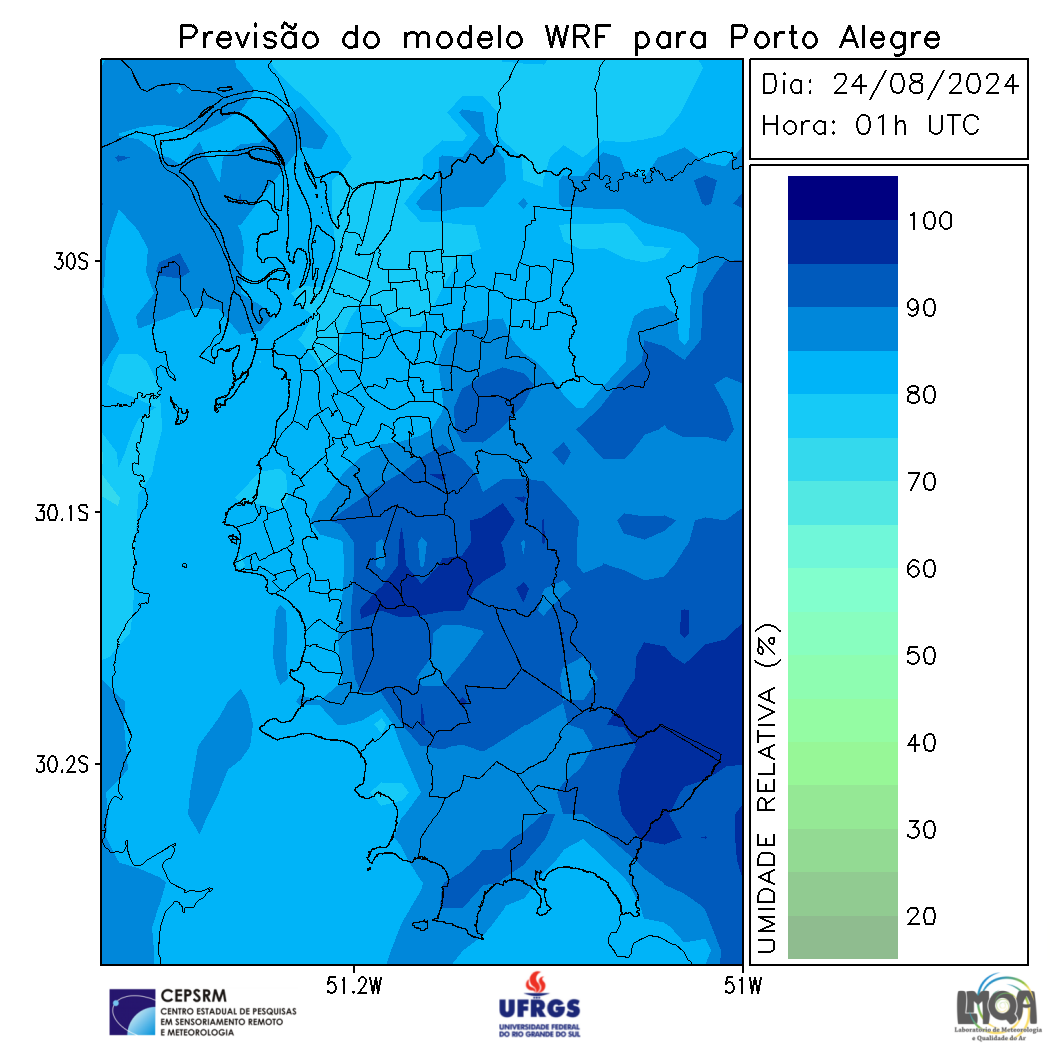 Previsão do modelo WRF para Porto Alegre
Dia: 24/08/2024
Hora: 01h UTC
30S
30.1S
30.2S
51.2W
51W
100
90
80
70
60
50
40
30
20
UMIDADE RELATIVA (%)
CEPSRM
CENTRO ESTADUAL DE PESQUISAS
EM SENSORIAMENTO REMOTO
E METEOROLOGIA
UFRGS
UNIVERSIDADE FEDERAL
DO RIO GRANDE DO SUL
LMQA
Laboratório de Meteorologia
e Qualidade do Ar